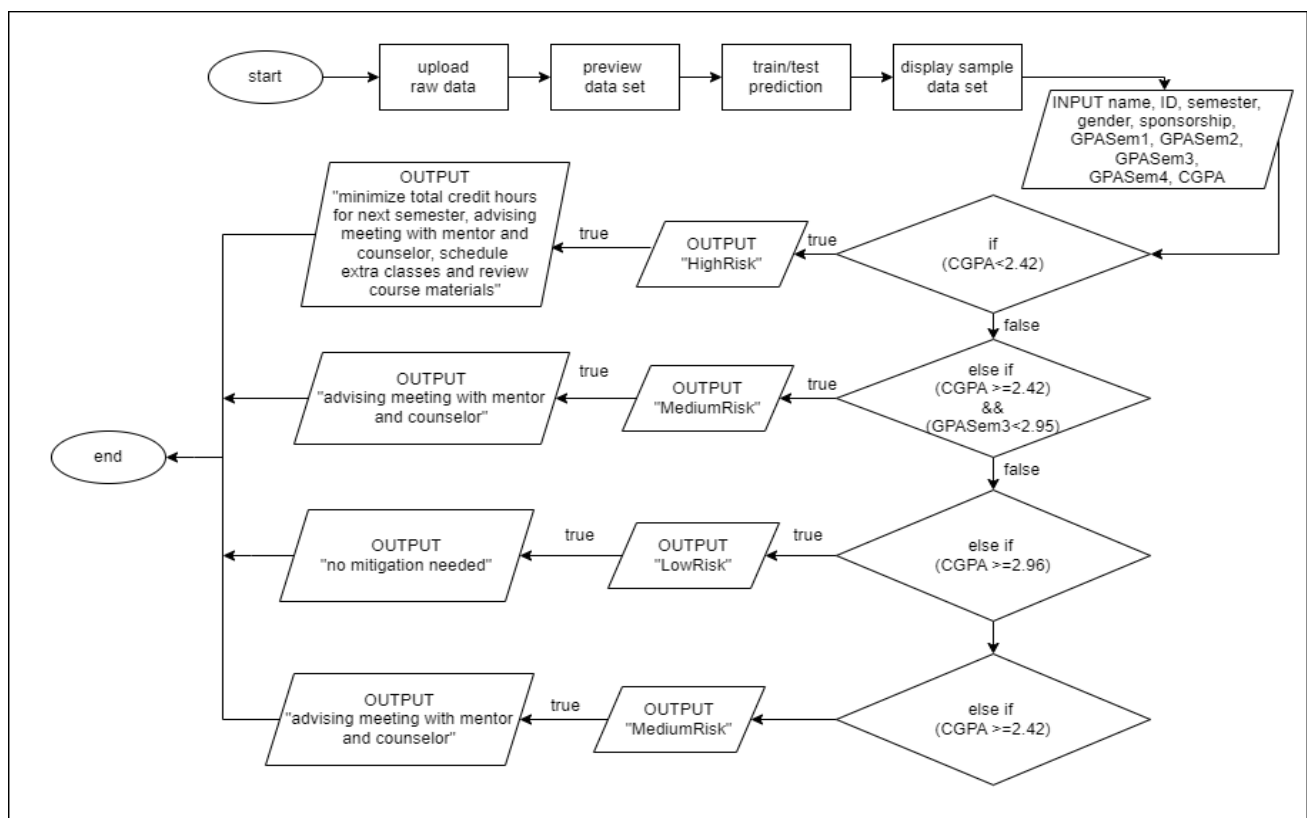 start
upload
raw data
preview
data set
train/test
prediction
display sample
data set
INPUT name, ID, semester,
gender, sponsorship,
GPASem1, GPASem2,
GPASem3,
GPASem4, CGPA
if
(CGPA<2.42)
true
OUTPUT
"HighRisk"
true
OUTPUT
"minimize total credit hours
for next semester, advising
meeting with mentor and
counselor, schedule
extra classes and review
course materials"
false
else if
(CGPA >=2.42)
&&
(GPASem3<2.95)
true
OUTPUT
"MediumRisk"
true
OUTPUT
"advising meeting with mentor
and counselor"
end
false
else if
(CGPA >=2.96)
true
OUTPUT
"LowRisk"
true
OUTPUT
"no mitigation needed"
else if
(CGPA >=2.42)
OUTPUT
"MediumRisk"
true
OUTPUT
"advising meeting with mentor
and counselor"